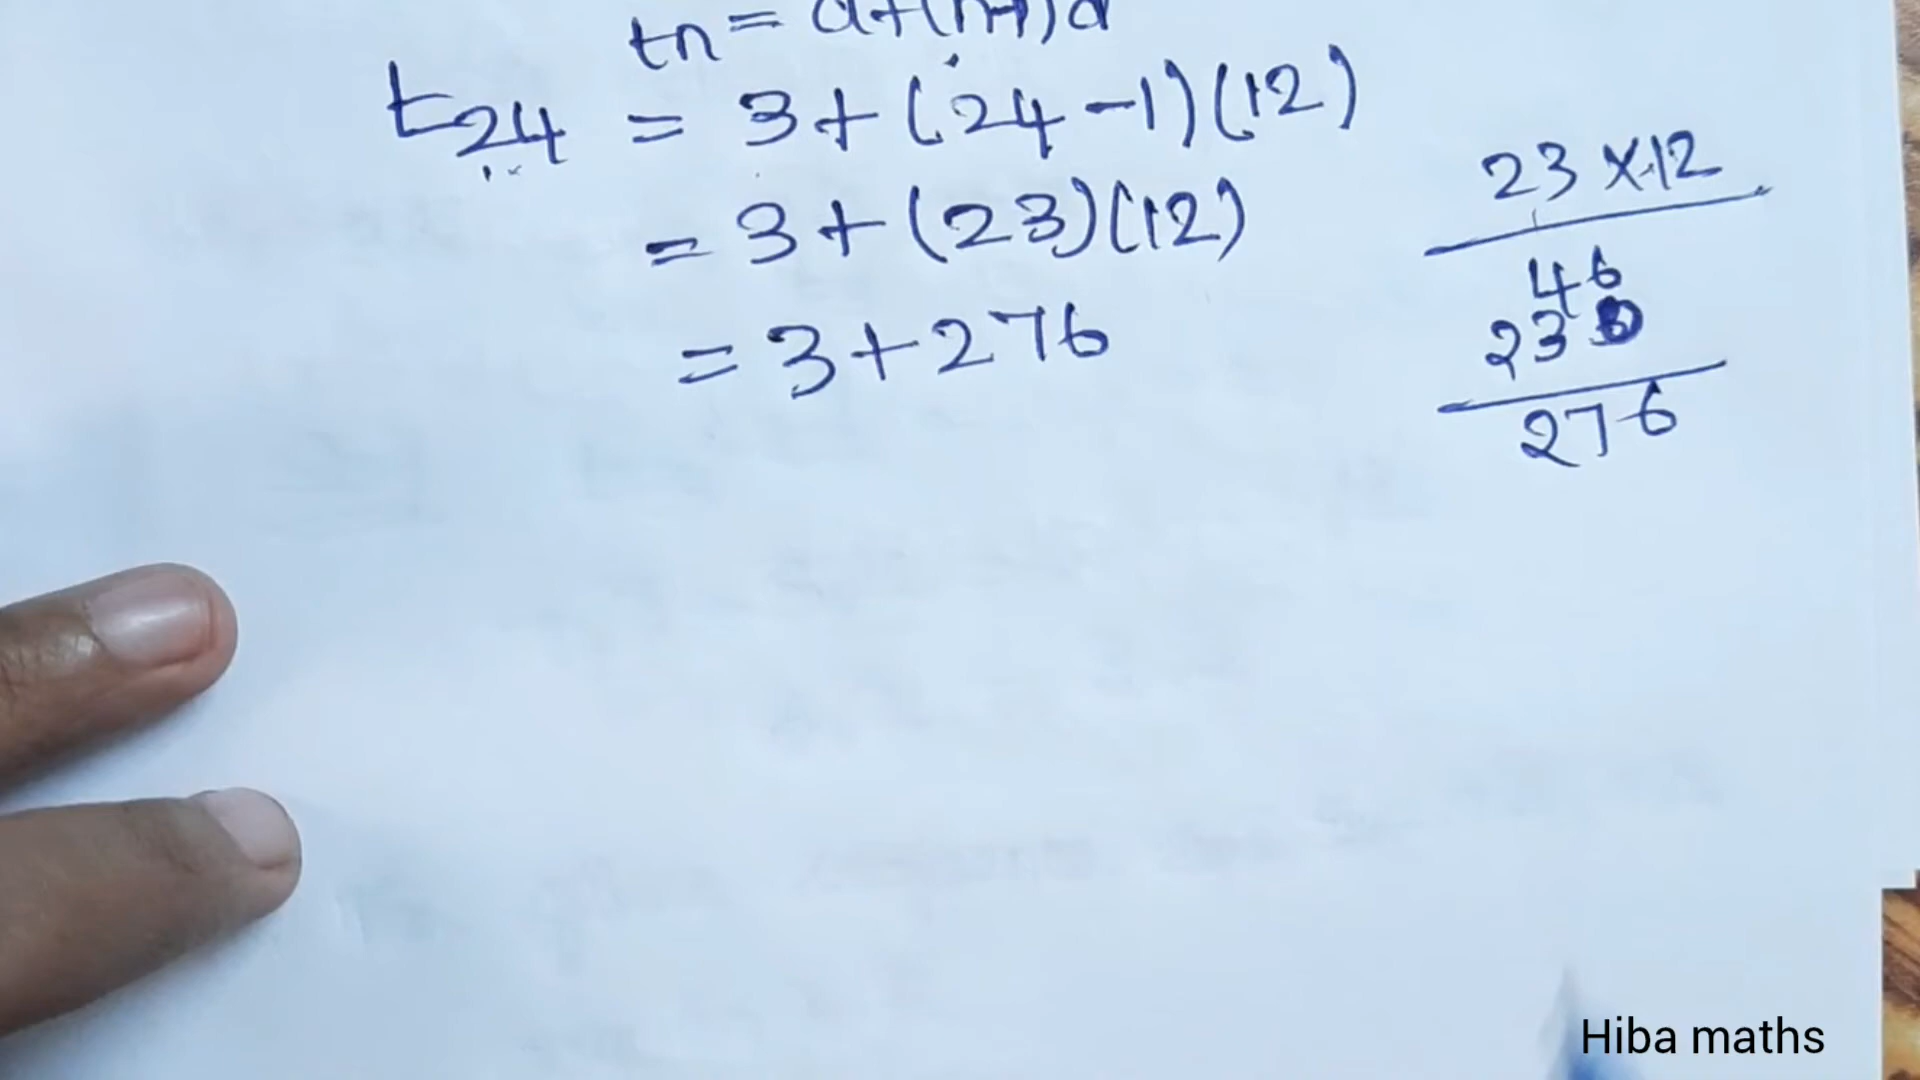 tn = a+(n-1)d
t24 = 3+(24-1)(12)
= 3+(23)(12)
= 3+276
23 × 12
46
230
276
Hiba maths